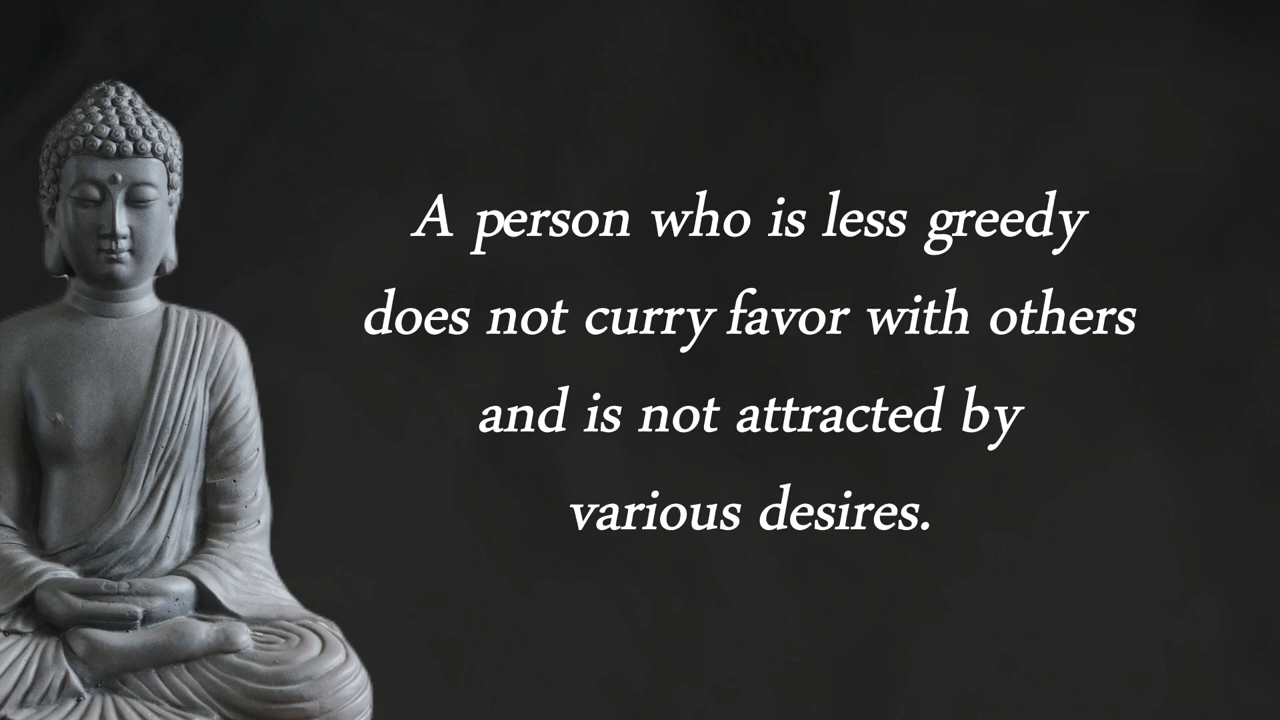 A person who is less greedy
does not curry favor with others
and is not attracted by
various desires.